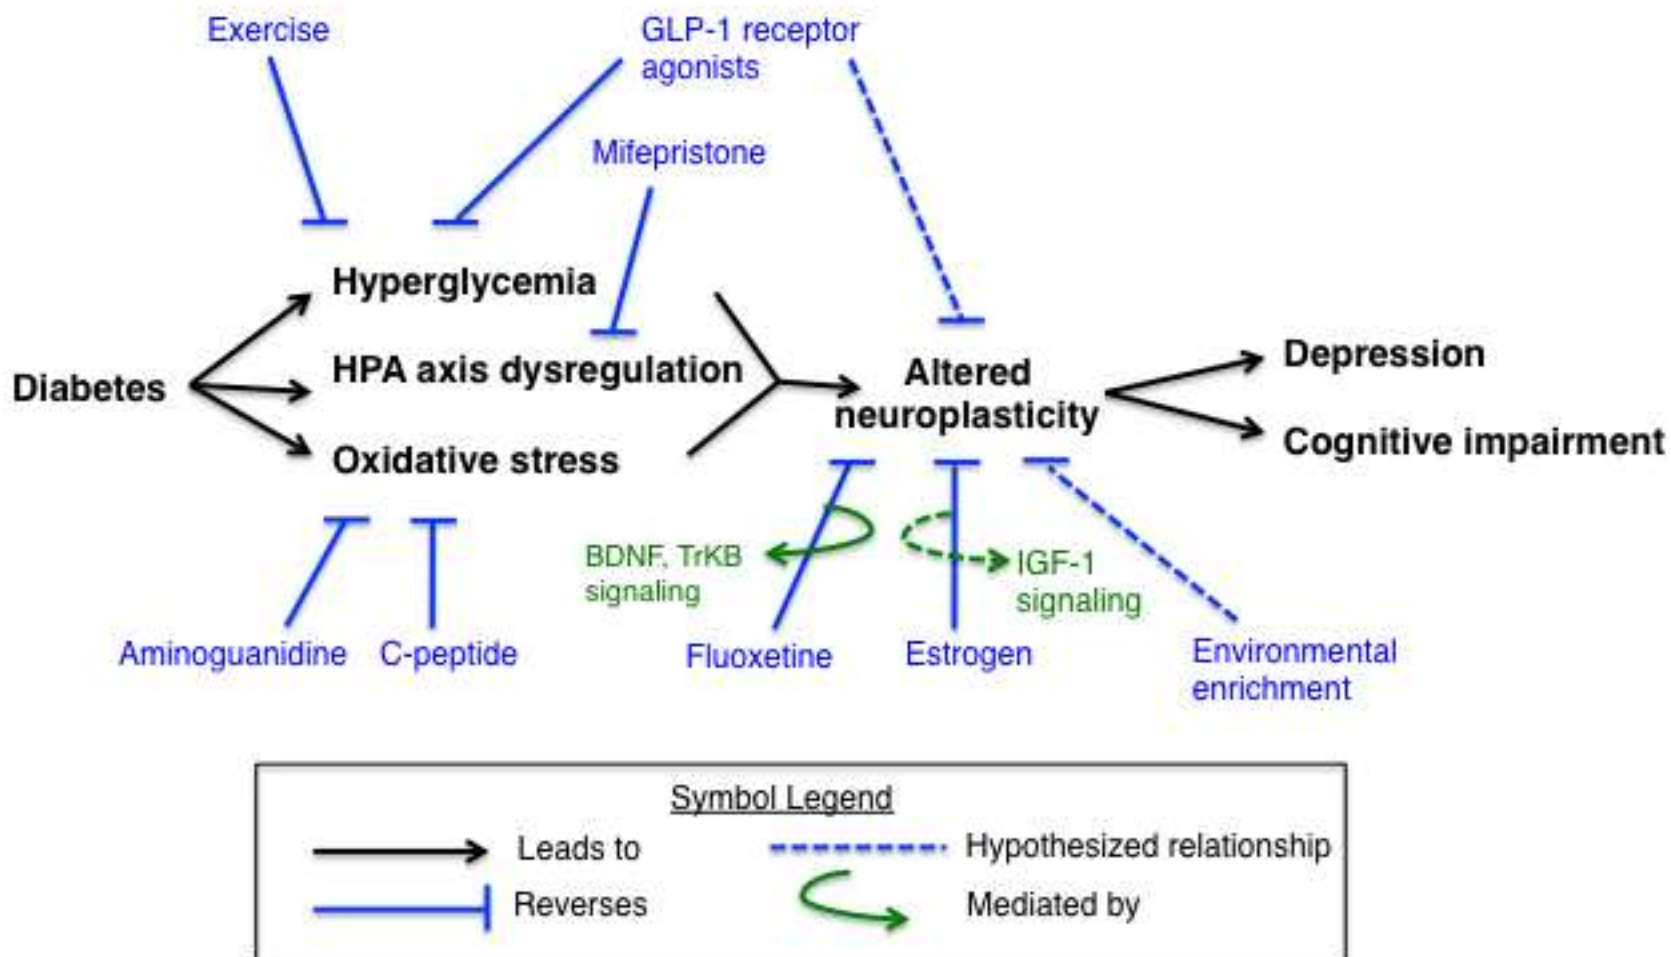 Exercise
GLP-1 receptor
agonists
Mifepristone
Hyperglycemia
HPA axis dysregulation
Oxidative stress
Diabetes
Altered
neuroplasticity
Depression
Cognitive impairment
BDNF, TrKB
signaling
IGF-1
signaling
Aminoguanidine
C-peptide
Fluoxetine
Estrogen
Environmental
enrichment
Symbol Legend
Leads to
Hypothesized relationship
Reverses
Mediated by